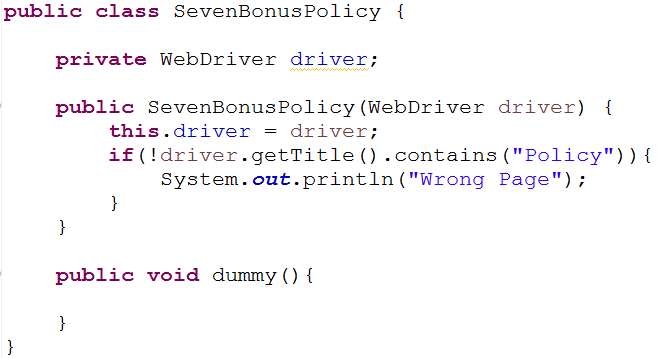 public class SevenBonusPolicy {
private WebDriver driver;
public SevenBonusPolicy(WebDriver driver) {
this.driver = driver;
if(!driver.getTitle().contains("Policy")){
System.out.println("Wrong Page");
}
}
public void dummy(){
}
}